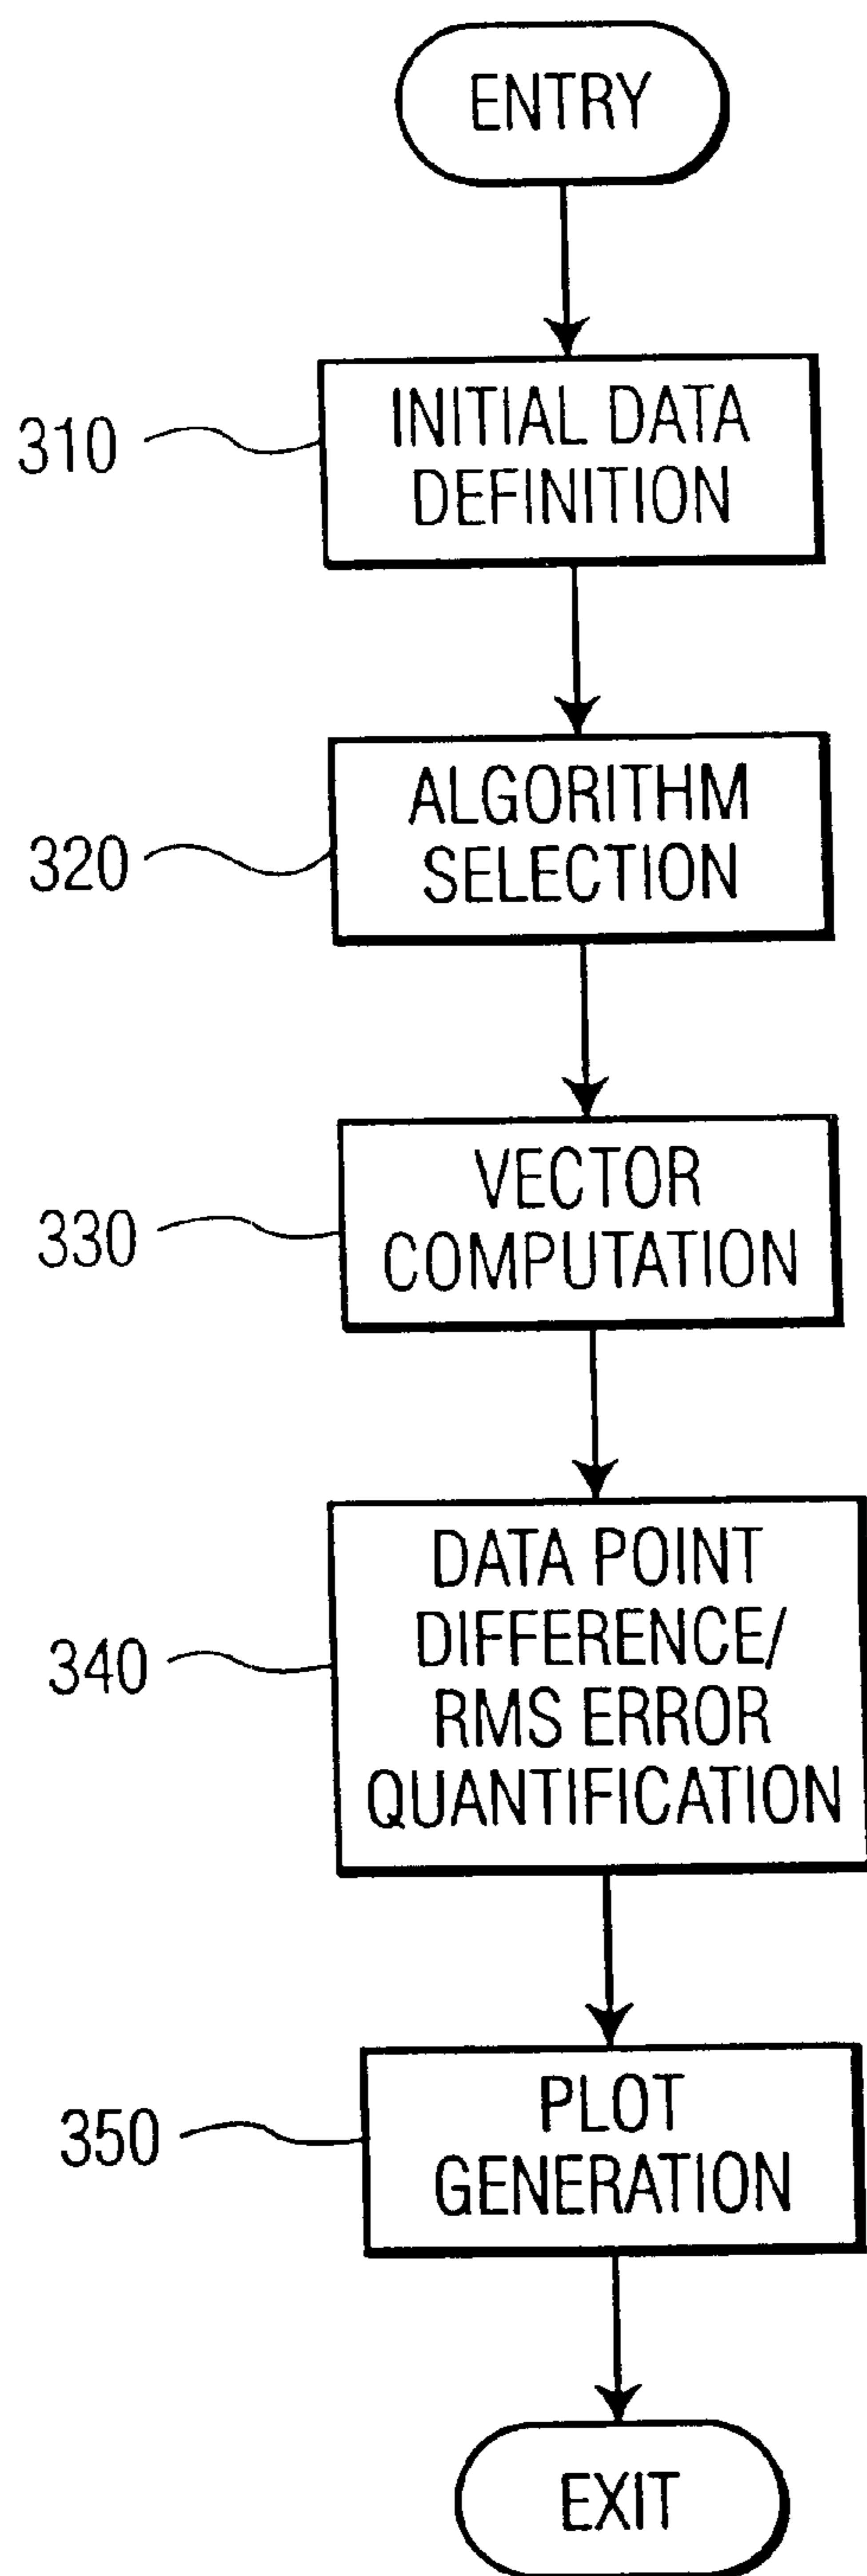 ENTRY
310
INITIAL DATA
DEFINITION
320
ALGORITHM
SELECTION
330
VECTOR
COMPUTATION
340
DATA POINT
DIFFERENCE/
RMS ERROR
QUANTIFICATION
350
PLOT
GENERATION
EXIT